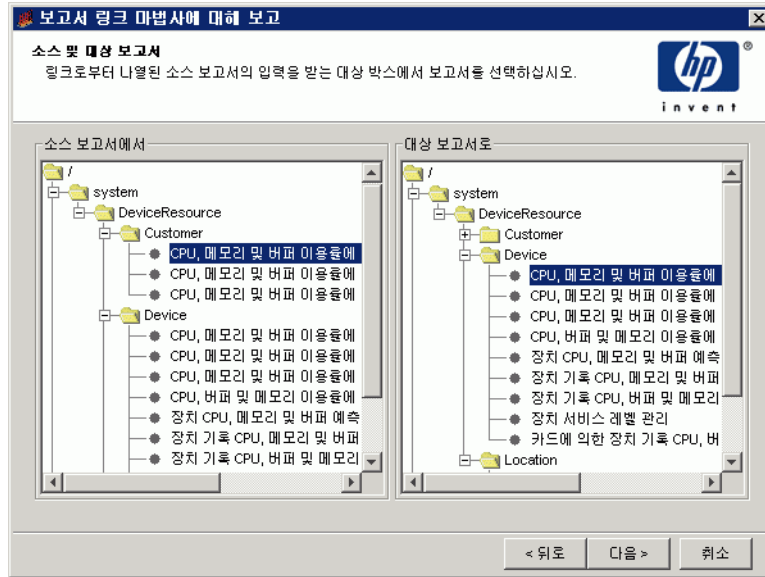 보고서 링크 마법사에 대해 보고
소스 및 대상 보고서
링크로부터 나열된 소스 보고서의 입력을 받는 대상 박스에서 보고서를 선택하십시오.
hp
®
invent
소스 보고서에서
/
system
DeviceResource
Customer
CPU, 메모리 및 버퍼 이용률에
CPU, 메모리 및 버퍼 이용률에
CPU, 메모리 및 버퍼 이용률에
Device
CPU, 메모리 및 버퍼 이용률에
CPU, 메모리 및 버퍼 이용률에
CPU, 메모리 및 버퍼 이용률에
CPU, 버퍼 및 메모리 이용률에
장치 CPU, 메모리 및 버퍼 예측
장치 기록 CPU, 메모리 및 버퍼
장치 기록 CPU, 버퍼 및 메모리
대상 보고서로
/
system
DeviceResource
Customer
Device
CPU, 메모리 및 버퍼 이용률에
CPU, 메모리 및 버퍼 이용률에
CPU, 메모리 및 버퍼 이용률에
CPU, 버퍼 및 메모리 이용률에
장치 CPU, 메모리 및 버퍼 예측
장치 기록 CPU, 메모리 및 버퍼
장치 기록 CPU, 버퍼 및 메모리
장치 서비스 레벨 관리
카드에 의한 장치 기록 CPU, 버
Location
< 뒤로
다음 >
취소